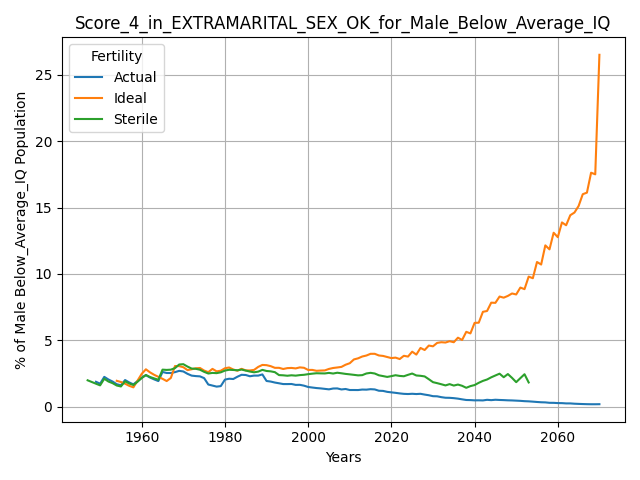 Score_4_in_EXTRAMARITAL_SEX_OK_for_Male_Below_Average_IQ
Fertility
Actual
Ideal
Sterile
% of Male Below_Average_IQ Population
25
20
15
10
5
0
1960
1980
2000
2020
2040
2060
Years